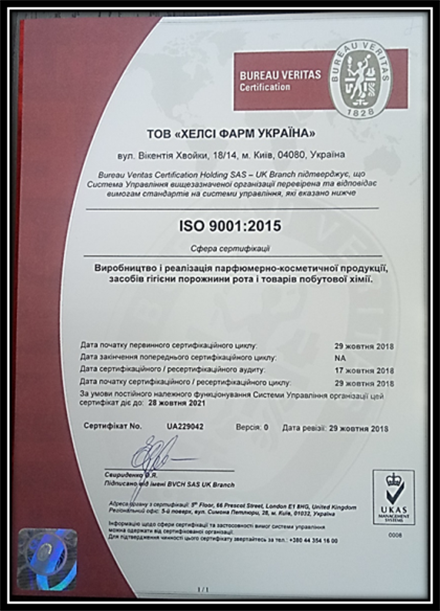 BUREAU VERITAS
Certification
BUREAU VERITAS
1828
ТОВ «ХЕЛСІ ФАРМ УКРАЇНА»
вул. Вікентія Хвойки, 18/14, м. Київ, 04080, Україна
Bureau Veritas Certification Holding SAS – UK Branch підтверджує, що
Система Управління вищезазначеної організації перевірена та відповідає
вимогам стандартів на системи управління, які вказано нижче
ISO 9001:2015
Сфера сертифікації
Виробництво і реалізація парфюмерно-косметичної продукції,
засобів гігієни порожнини рота і товарів побутової хімії.
Дата початку первинного сертифікаційного циклу: 29 жовтня 2018
Дата закінчення попереднього сертифікаційного циклу: NA
Дата сертифікаційного / ресертифікаційного аудиту: 17 жовтня 2018
Дата початку сертифікаційного / ресертифікаційного циклу: 29 жовтня 2018
За умови постійного належного функціонування Системи Управління організації цей
сертифікат діє до: 28 жовтня 2021
Сертифікат No. UA229042 Версія: 0 Дата ревізії: 29 жовтня 2018
Свириденко
Підписано від імені BVCH SAS UK Branch
Адреса органу з сертифікації: 5th Floor, 66 Prescot Street, London E1 8HG, United Kingdom
Регіональний офіс: 5-й поверх, вул. Симона Петлюри, 28, м. Київ, 01032, Україна
Інформацію щодо сфери сертифікації та застосовності вимог системи управління
можна одержати від сертифікованої організації.
Для підтвердження чинності цього сертифікату звертайтесь за тел.: +380 44 354 16 00
UKAS
MANAGEMENT
SYSTEMS
0008
1 / 1